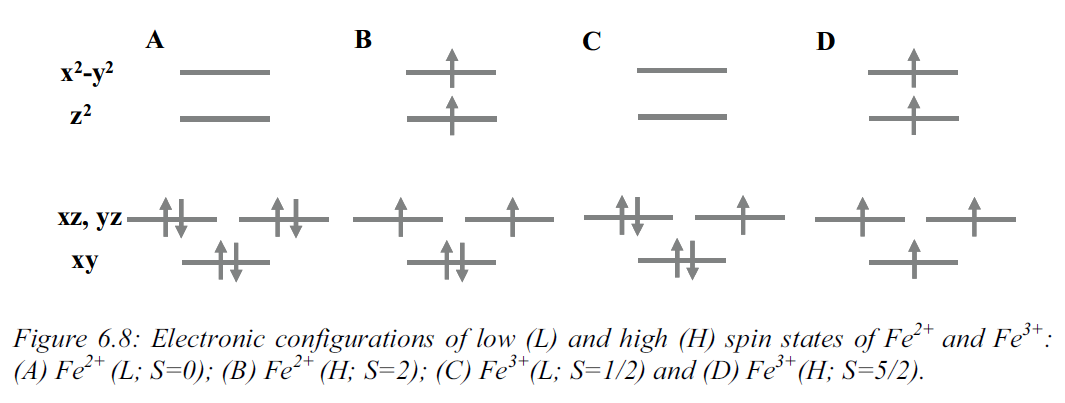 A B C D
x²-y²
z²
xz, yz
xy
Figure 6.8: Electronic configurations of low (L) and high (H) spin states of Fe²⁺ and Fe³⁺:
(A) Fe²⁺ (L; S=0); (B) Fe²⁺ (H; S=2); (C) Fe³⁺(L; S=1/2) and (D) Fe³⁺(H; S=5/2).